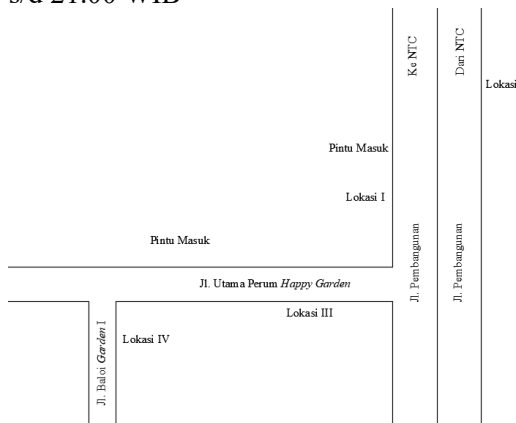 s/d 21.00 WIB
Ke NTC
Dari NTC
Lokasi
Pintu Masuk
Lokasi I
Pintu Masuk
Jl. Pembangunan
Jl. Pembangunan
Jl. Utama Perum Happy Garden
Lokasi III
Lokasi IV
Jl. Baloi Garden I